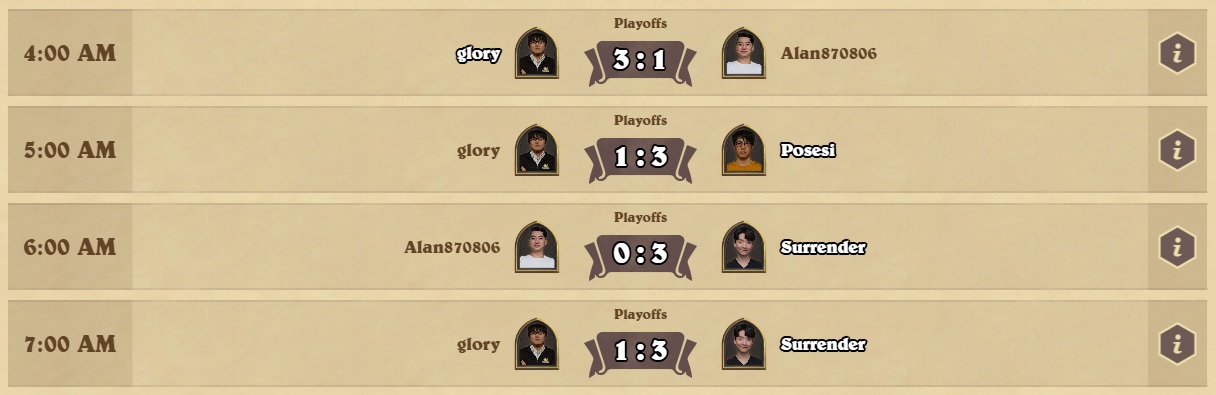 Playoffs
4:00 AM glory 3 : 1 Alan870806 i
Playoffs
5:00 AM glory 1 : 3 Posesi i
Playoffs
6:00 AM Alan870806 0 : 3 Surrender i
Playoffs
7:00 AM glory 1 : 3 Surrender i